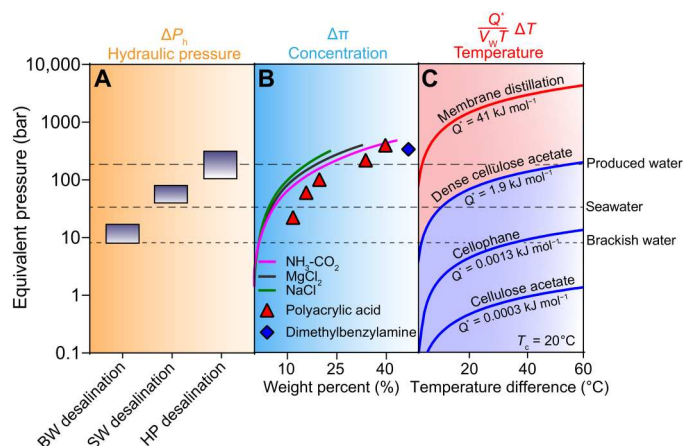 ΔPh
Hydraulic pressure
Δπ
Concentration
Q*
VwT ΔT
Temperature
Equivalent pressure (bar)
10,000
1000
100
10
1
0.1
A
BW desalination
SW desalination
HP desalination
B
NH3-CO2
MgCl2
NaCl
Polyacrylic acid
Dimethylbenzylamine
10
25
40
Weight percent (%)
C
Membrane distillation
Q* = 41 kJ mol−1
Dense cellulose acetate
Q* = 1.9 kJ mol−1
Cellophane
Q* = 0.0013 kJ mol−1
Cellulose acetate
Q* = 0.0003 kJ mol−1
Tc = 20°C
20
40
60
Temperature difference (°C)
Produced water
Seawater
Brackish water